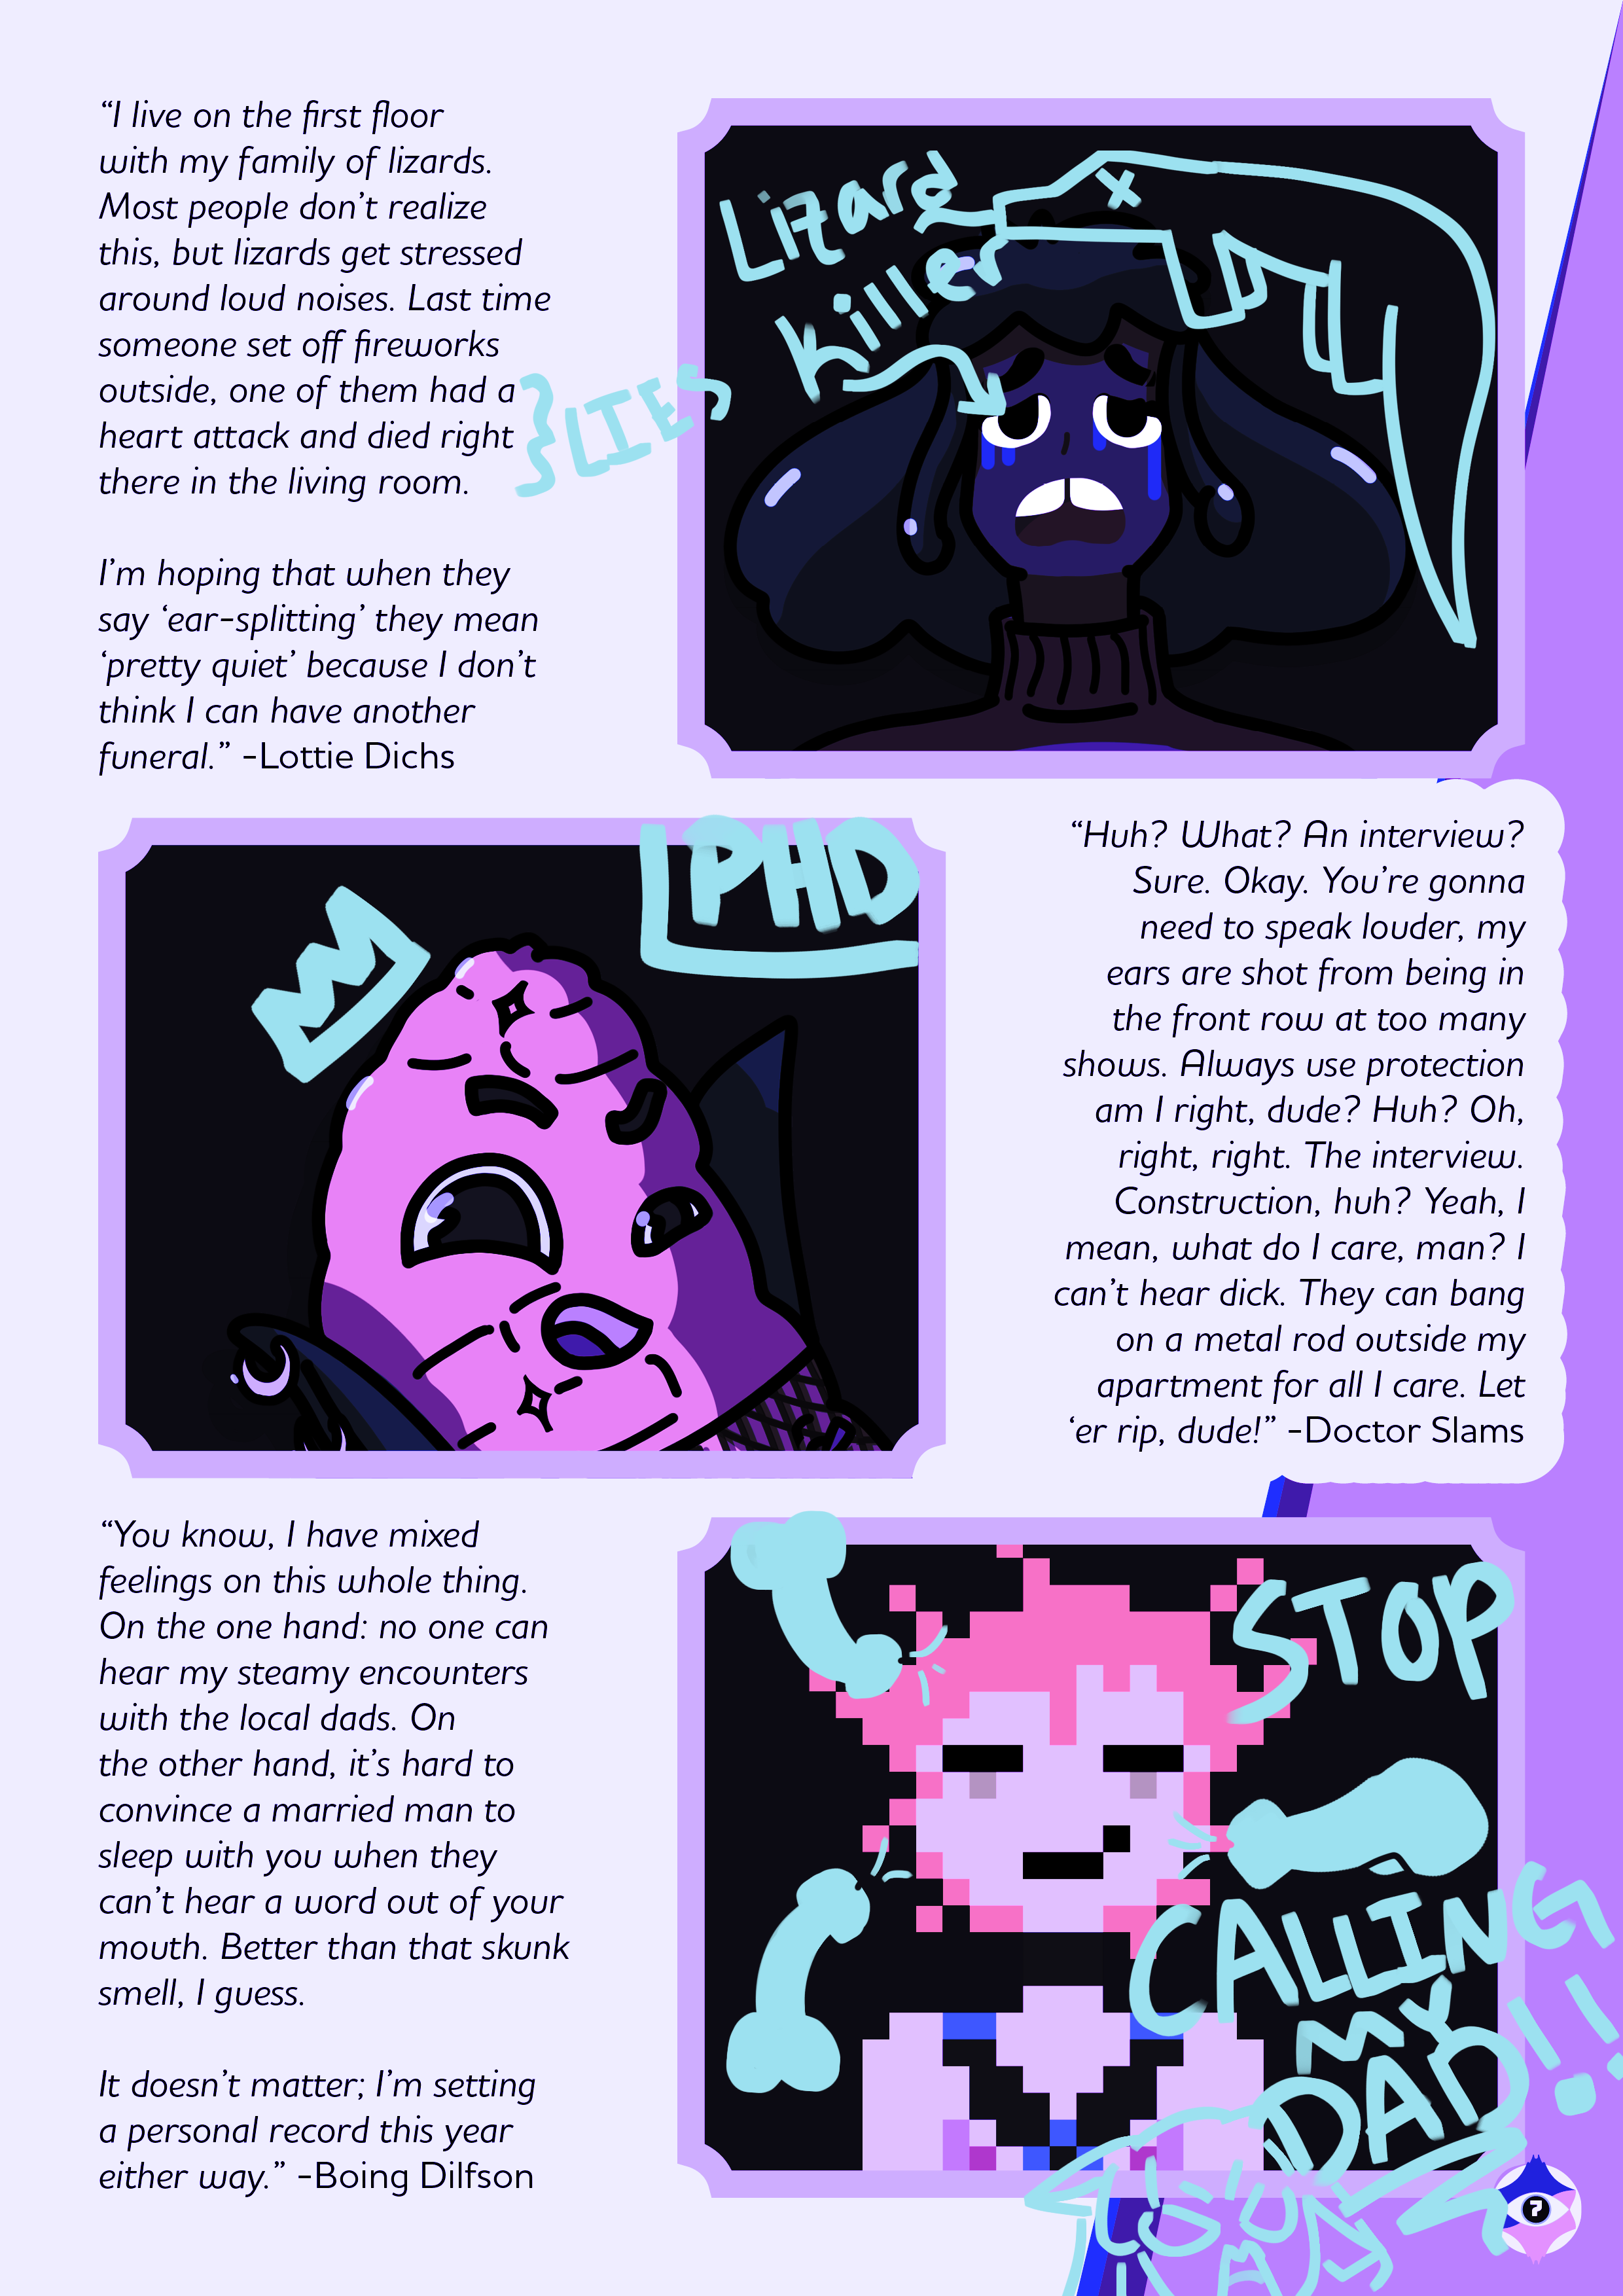 “I live on the first floor
with my family of lizards.
Most people don’t realize
this, but lizards get stressed
around loud noises. Last time
someone set off fireworks
outside, one of them had a
heart attack and died right
there in the living room.
LIES
I’m hoping that when they
say ‘ear-splitting’ they mean
‘pretty quiet’ because I don’t
think I can have another
funeral.” -Lottie Dichs
Lizard
killer
PHD
“Huh? What? An interview?
Sure. Okay. You’re gonna
need to speak louder, my
ears are shot from being in
the front row at too many
shows. Always use protection
am I right, dude? Huh? Oh,
right, right. The interview.
Construction, huh? Yeah, I
mean, what do I care, man? I
can’t hear dick. They can bang
on a metal rod outside my
apartment for all I care. Let
‘er rip, dude!” -Doctor Slams
“You know, I have mixed
feelings on this whole thing.
On the one hand: no one can
hear my steamy encounters
with the local dads. On
the other hand, it’s hard to
convince a married man to
sleep with you when they
can’t hear a word out of your
mouth. Better than that skunk
smell, I guess.
It doesn’t matter; I’m setting
a personal record this year
either way.” -Boing Dilfson
STOP
CALLING
MY
DAD!!
7